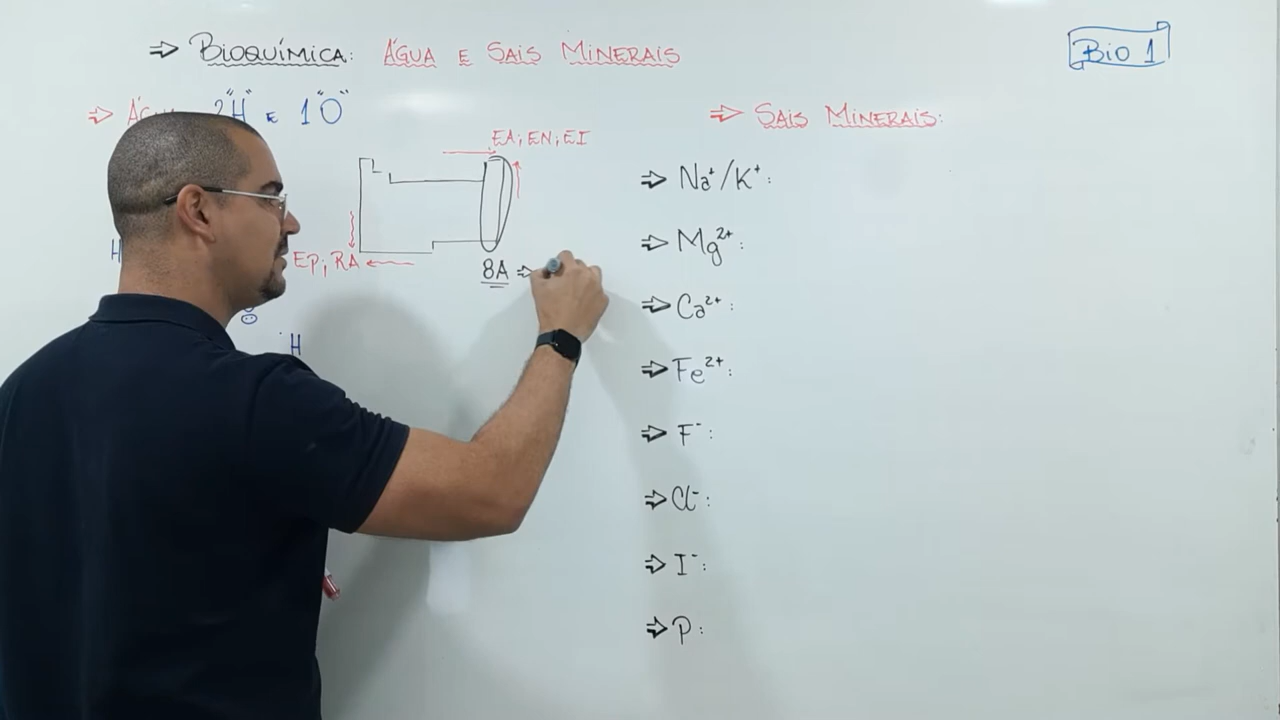 ⇒ BIOQUÍMICA: ÁGUA E SAIS MINERAIS
Bio 1
2"H" E 1"O"
EA; EN; EI
EP; RA
8A ⇒
H
H
⇒ SAIS MINERAIS:
⇒ Na⁺/K⁺:
⇒ Mg²⁺:
⇒ Ca²⁺:
⇒ Fe²⁺:
⇒ F⁻:
⇒ Cl⁻:
⇒ I⁻:
⇒ P: